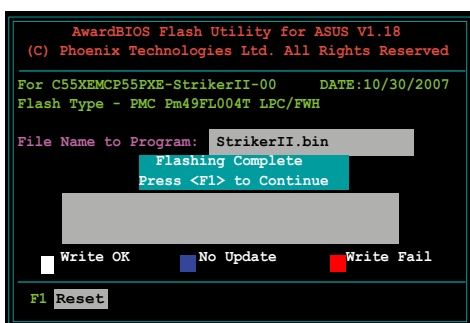 AwardBIOS Flash Utility for ASUS V1.18
(C) Phoenix Technologies Ltd. All Rights Reserved
For C55XEMCP55PXE-StrikerII-00 DATE:10/30/2007
Flash Type - PMC Pm49FL004T LPC/FWH
File Name to Program: StrikerII.bin
Flashing Complete
Press <F1> to Continue
Write OK No Update Write Fail
F1 Reset